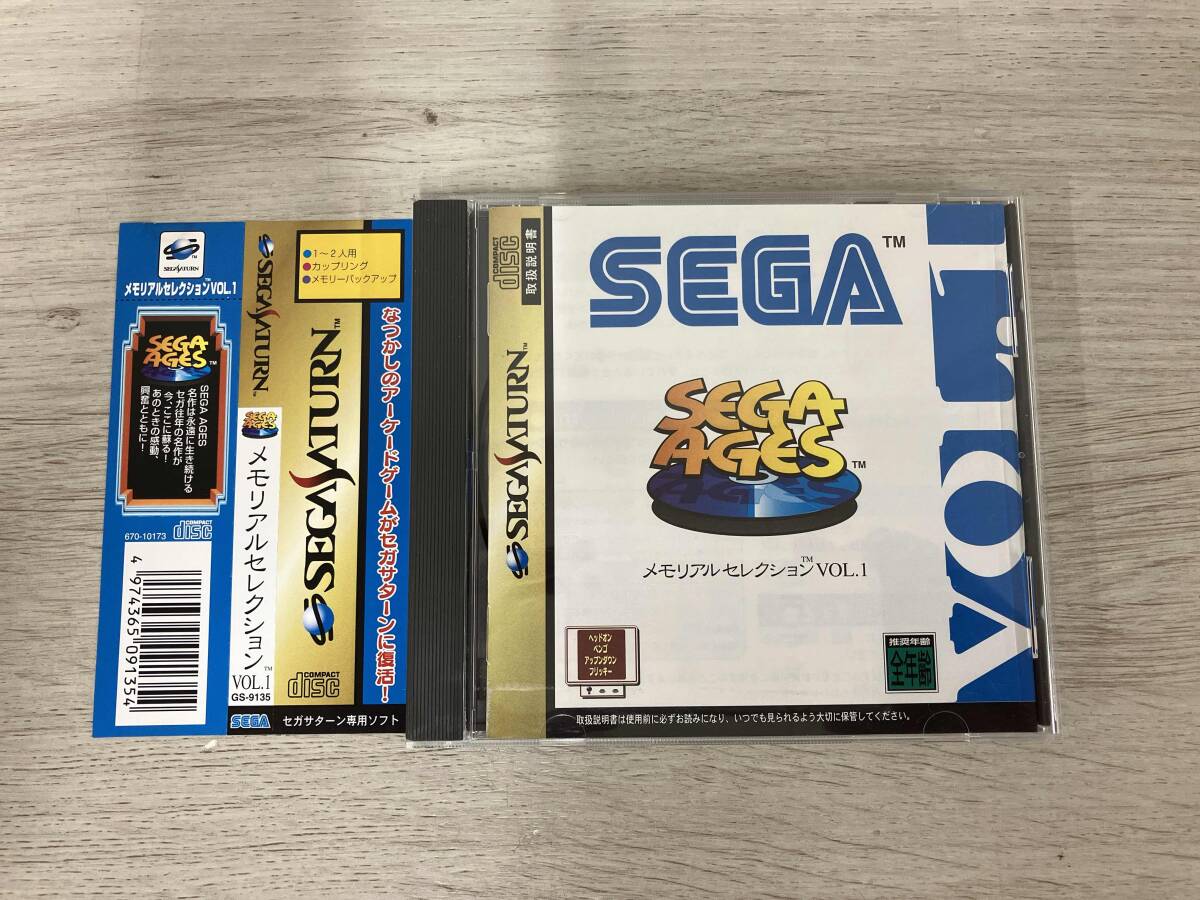 SEGA SATURN
メモリアルセレクションVOL.1™
SEGA
AGES™
SEGA AGES
名作は永遠に生き続ける
セガ往年の名作が
今、ここに蘇る!
あのときの感動、
興奮とともに!
670-10173
COMPACT
disc
4 974365 091354
SEGA SATURN™
SEGA
AGES
メモリアルセレクション™
VOL.1
GS-9135
SEGA
1〜2人用
カップリング
メモリーバックアップ
SEGA SATURN™
COMPACT
disc
なつかしのアーケードゲームがセガサターンに復活!
セガサターン専用ソフト
COMPACT
disc
取扱説明書
SEGA SATURN™
SEGA™
SEGA
AGES™
メモリアルセレクション™ VOL.1
ヘッドオン
ペンゴ
アップンダウン
フリッキー
推奨年齢
全年齢
VOL.1
取扱説明書は使用前に必ずお読みになり、いつでも見られるよう大切に保管してください。